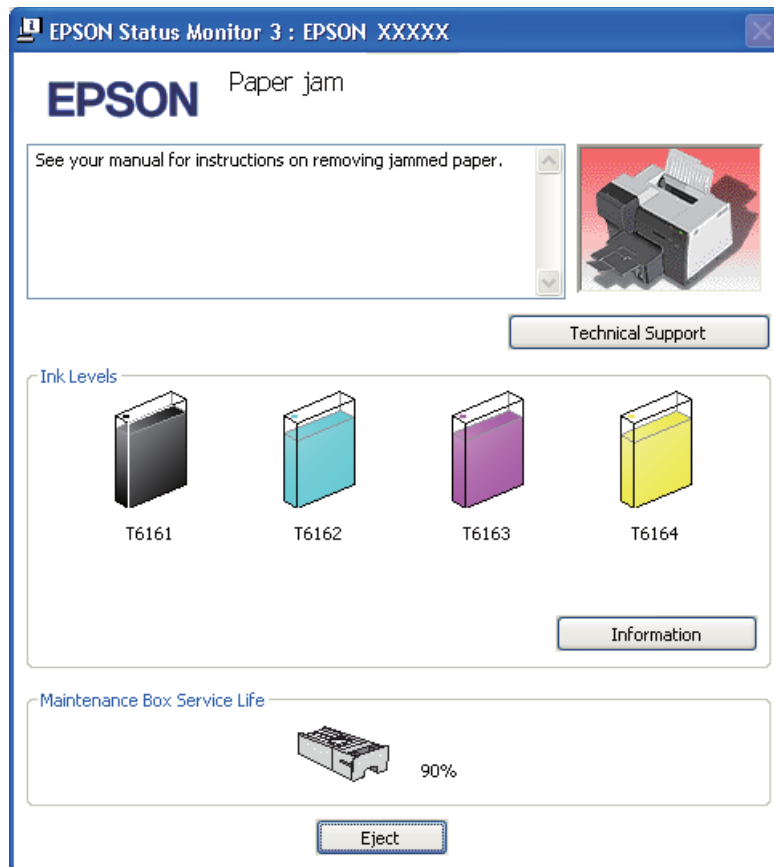 EPSON Status Monitor 3 : EPSON XXXXX
EPSON
Paper jam
See your manual for instructions on removing jammed paper.
Technical Support
Ink Levels
T6161
T6162
T6163
T6164
Information
Maintenance Box Service Life
90%
Eject